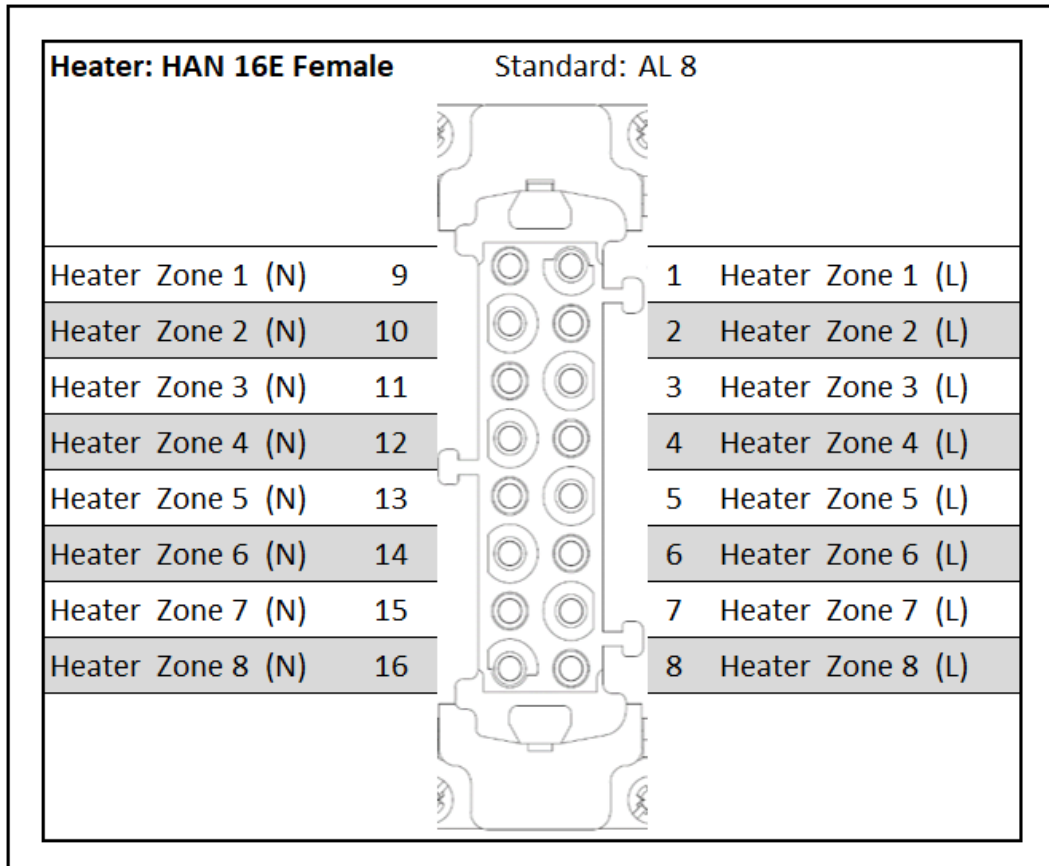 Heater: HAN 16E Female Standard: AL 8
Heater Zone 1 (N) 9 1 Heater Zone 1 (L)
Heater Zone 2 (N) 10 2 Heater Zone 2 (L)
Heater Zone 3 (N) 11 3 Heater Zone 3 (L)
Heater Zone 4 (N) 12 4 Heater Zone 4 (L)
Heater Zone 5 (N) 13 5 Heater Zone 5 (L)
Heater Zone 6 (N) 14 6 Heater Zone 6 (L)
Heater Zone 7 (N) 15 7 Heater Zone 7 (L)
Heater Zone 8 (N) 16 8 Heater Zone 8 (L)